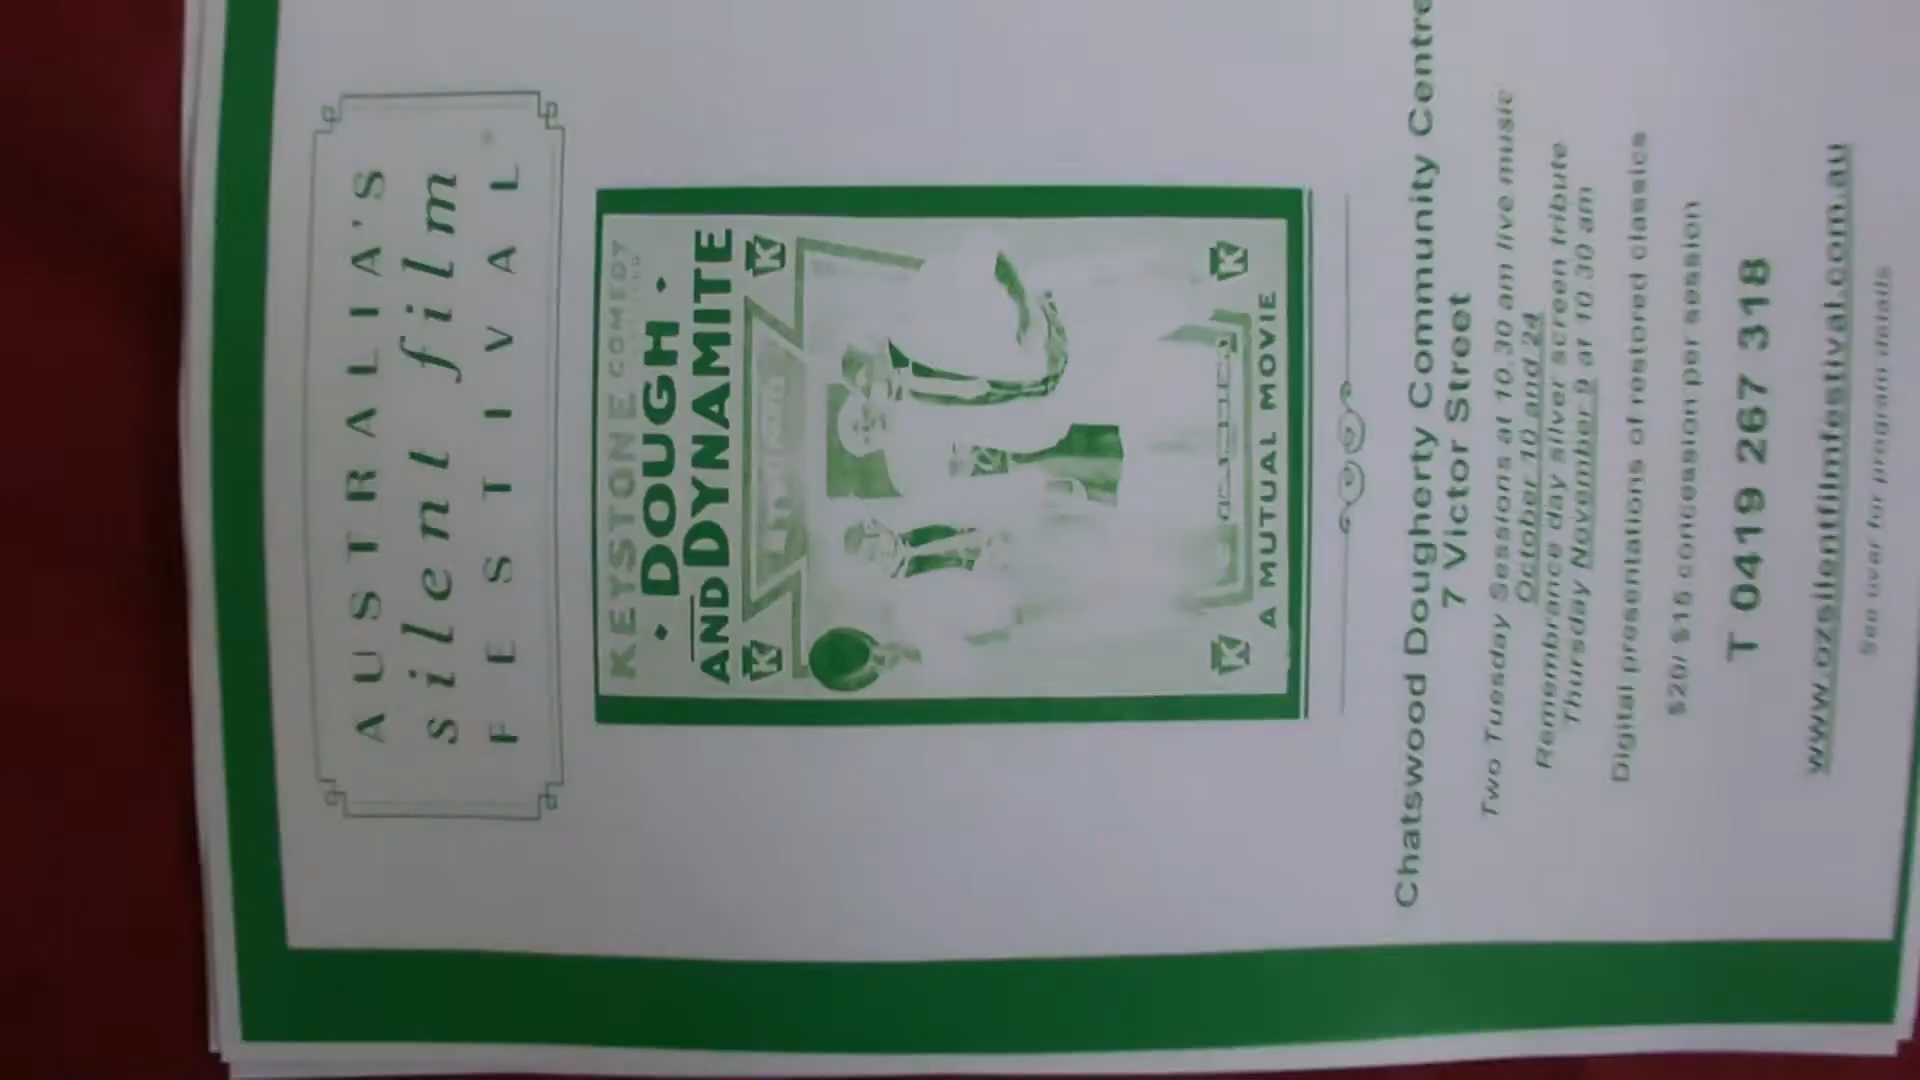 AUSTRALIA'S
silent film
FESTIVAL
KEYSTONE COMEDY
DOUGH
AND DYNAMITE
K K
K K
A MUTUAL MOVIE
Chatswood Dougherty Community Centre
7 Victor Street
Two Tuesday Sessions at 10.30 am live music
October 10 and 24
Remembrance day silver screen tribute
Thursday November 9 at 10 30 am
Digital presentations of restored classics
$20/ $15 concession per session
T 0419 267 318
www.ozsilentfilmfestival.com.au
See over for program details